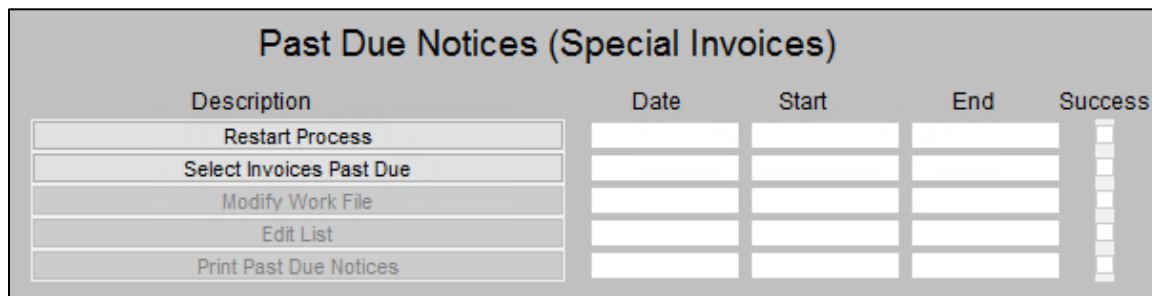 Past Due Notices (Special Invoices)
Description Date Start End Success
Restart Process
Select Invoices Past Due
Modify Work File
Edit List
Print Past Due Notices